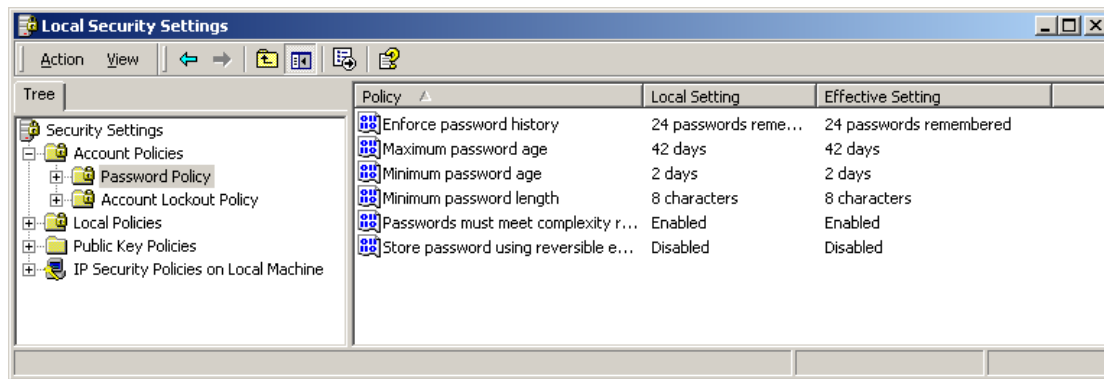 Local Security Settings
Action View
Tree
Policy Local Setting Effective Setting
Security Settings
Account Policies
Password Policy
Account Lockout Policy
Local Policies
Public Key Policies
IP Security Policies on Local Machine
Enforce password history 24 passwords reme... 24 passwords remembered
Maximum password age 42 days 42 days
Minimum password age 2 days 2 days
Minimum password length 8 characters 8 characters
Passwords must meet complexity r... Enabled Enabled
Store password using reversible e... Disabled Disabled